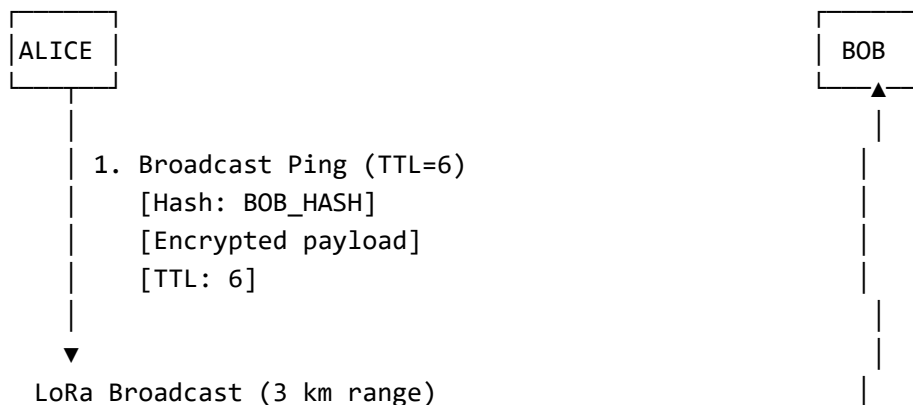 ALICE
BOB
1. Broadcast Ping (TTL=6)
[Hash: BOB_HASH]
[Encrypted payload]
[TTL: 6]
LoRa Broadcast (3 km range)